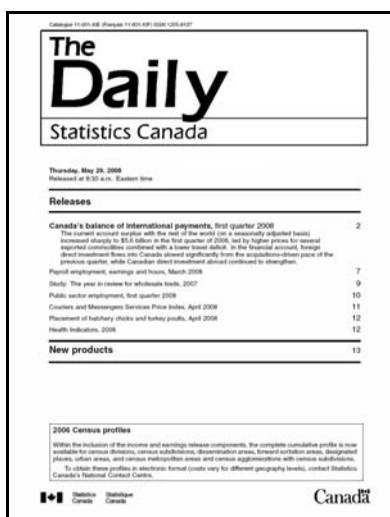 Catalogue 11-001-XIE (Français 11-001-XIF) ISSN 1205-9137
The
Daily
Statistics Canada
Thursday, May 29, 2008
Released at 8:30 a.m. Eastern time
Releases
Canada's balance of international payments, first quarter 2008 2
The current account surplus with the rest of the world (on a seasonally adjusted basis)
increased sharply to $5.6 billion in the first quarter of 2008, led by higher prices for several
exported commodities combined with a lower travel deficit. In the financial account, foreign
direct investment flows into Canada slowed significantly from the acquisitions-driven pace of the
previous quarter, while Canadian direct investment abroad continued to strengthen.
Payroll employment, earnings and hours, March 2008 7
Study: The year in review for wholesale trade, 2007 9
Public sector employment, first quarter 2008 10
Couriers and Messengers Services Price Index, April 2008 11
Placement of hatchery chicks and turkey poults, April 2008 12
Health Indicators, 2008 12
New products 13
2006 Census profiles
Within the inclusion of the income and earnings release components, the complete cumulative profile is now
available for census divisions, census subdivisions, dissemination areas, forward sortation areas, designated
places, urban areas, and census metropolitan areas and census agglomerations with census subdivisions.
To obtain these profiles in electronic format (costs vary for different geography levels), contact Statistics
Canada's National Contact Centre.
Statistics Statistique
Canada Canada
Canada